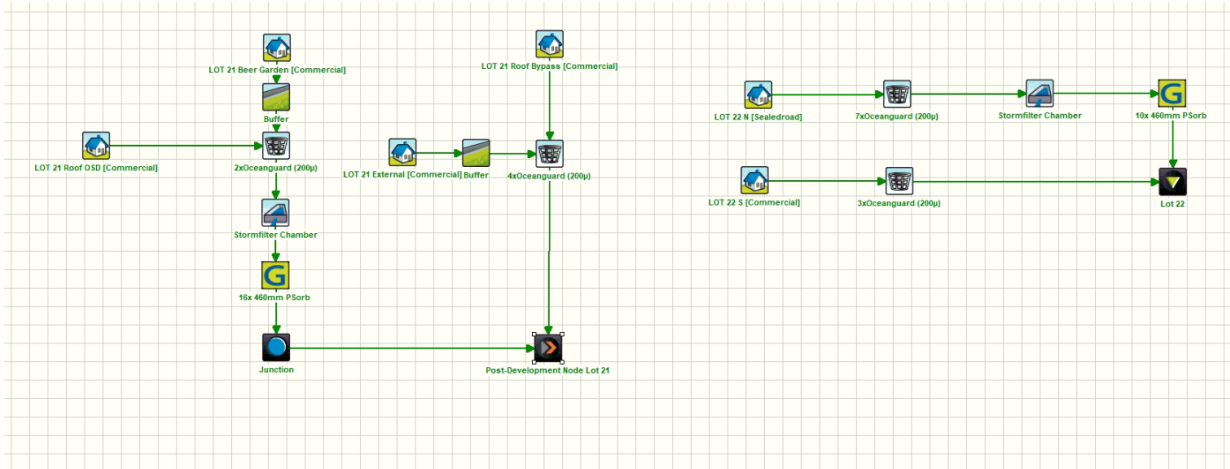 LOT 21 Beer Garden [Commercial]
Buffer
LOT 21 Roof OSD [Commercial]
2xOceanguard (200µ)
Stormfilter Chamber
G
16x 460mm PSorb
Junction
LOT 21 Roof Bypass [Commercial]
LOT 21 External [Commercial]
Buffer
4xOceanguard (200µ)
Post-Development Node Lot 21
LOT 22 N [Sealedroad]
7xOceanguard (200µ)
Stormfilter Chamber
G
10x 460mm PSorb
LOT 22 S [Commercial]
3xOceanguard (200µ)
Lot 22